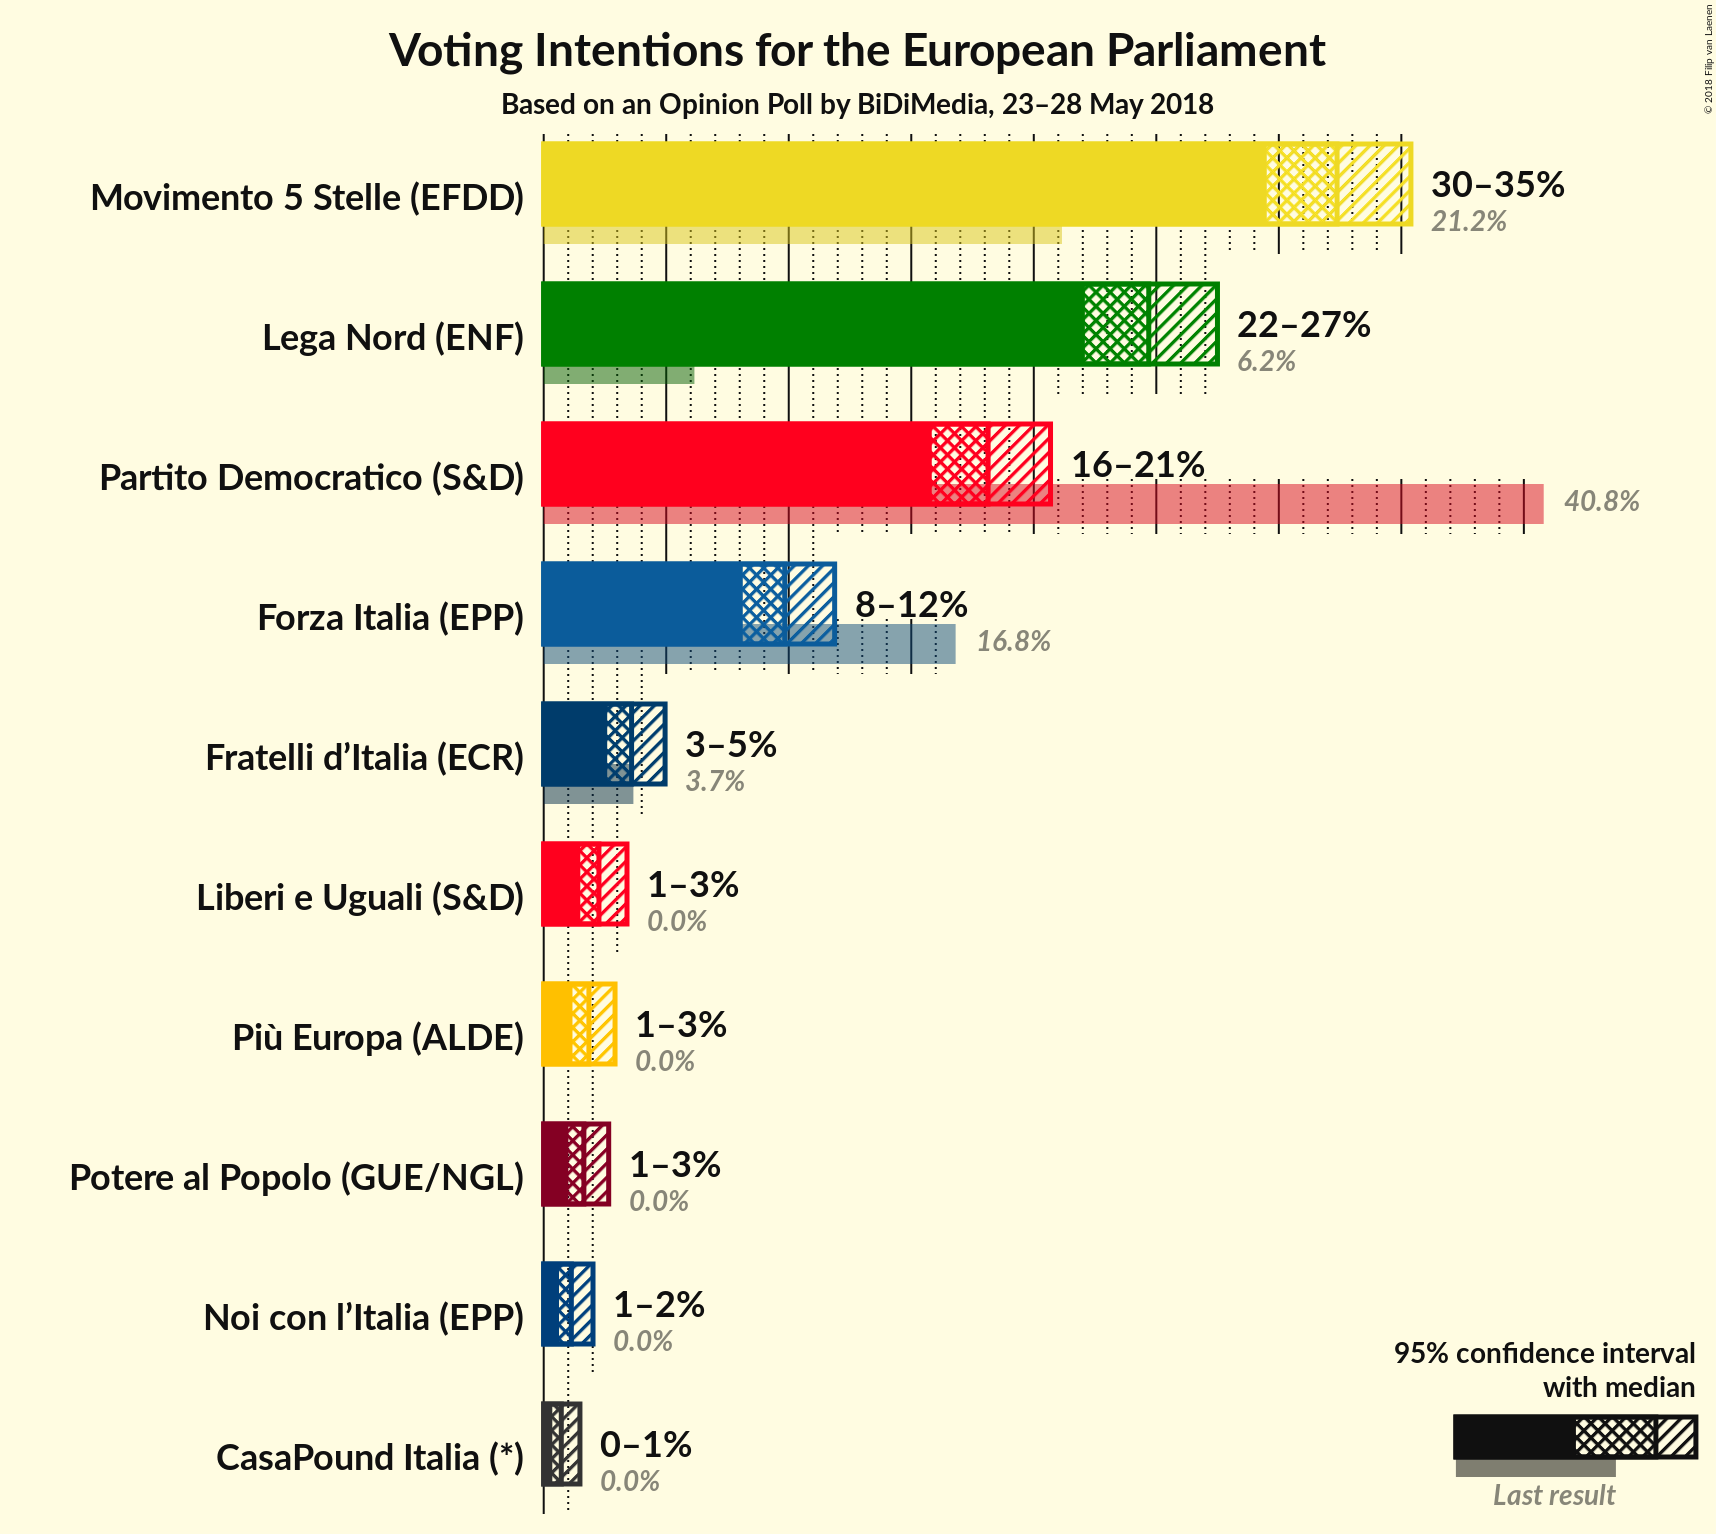 Voting Intentions for the European Parliament
Based on an Opinion Poll by BiDiMedia, 23–28 May 2018
© 2018 Filip van Laenen
Movimento 5 Stelle (EFDD)
30–35%
21.2%
Lega Nord (ENF)
22–27%
6.2%
Partito Democratico (S&D)
16–21%
40.8%
Forza Italia (EPP)
8–12%
16.8%
Fratelli d’Italia (ECR)
3–5%
3.7%
Liberi e Uguali (S&D)
1–3%
0.0%
Più Europa (ALDE)
1–3%
0.0%
Potere al Popolo (GUE/NGL)
1–3%
0.0%
Noi con l’Italia (EPP)
1–2%
0.0%
CasaPound Italia (*)
0–1%
0.0%
95% confidence interval
with median
Last result